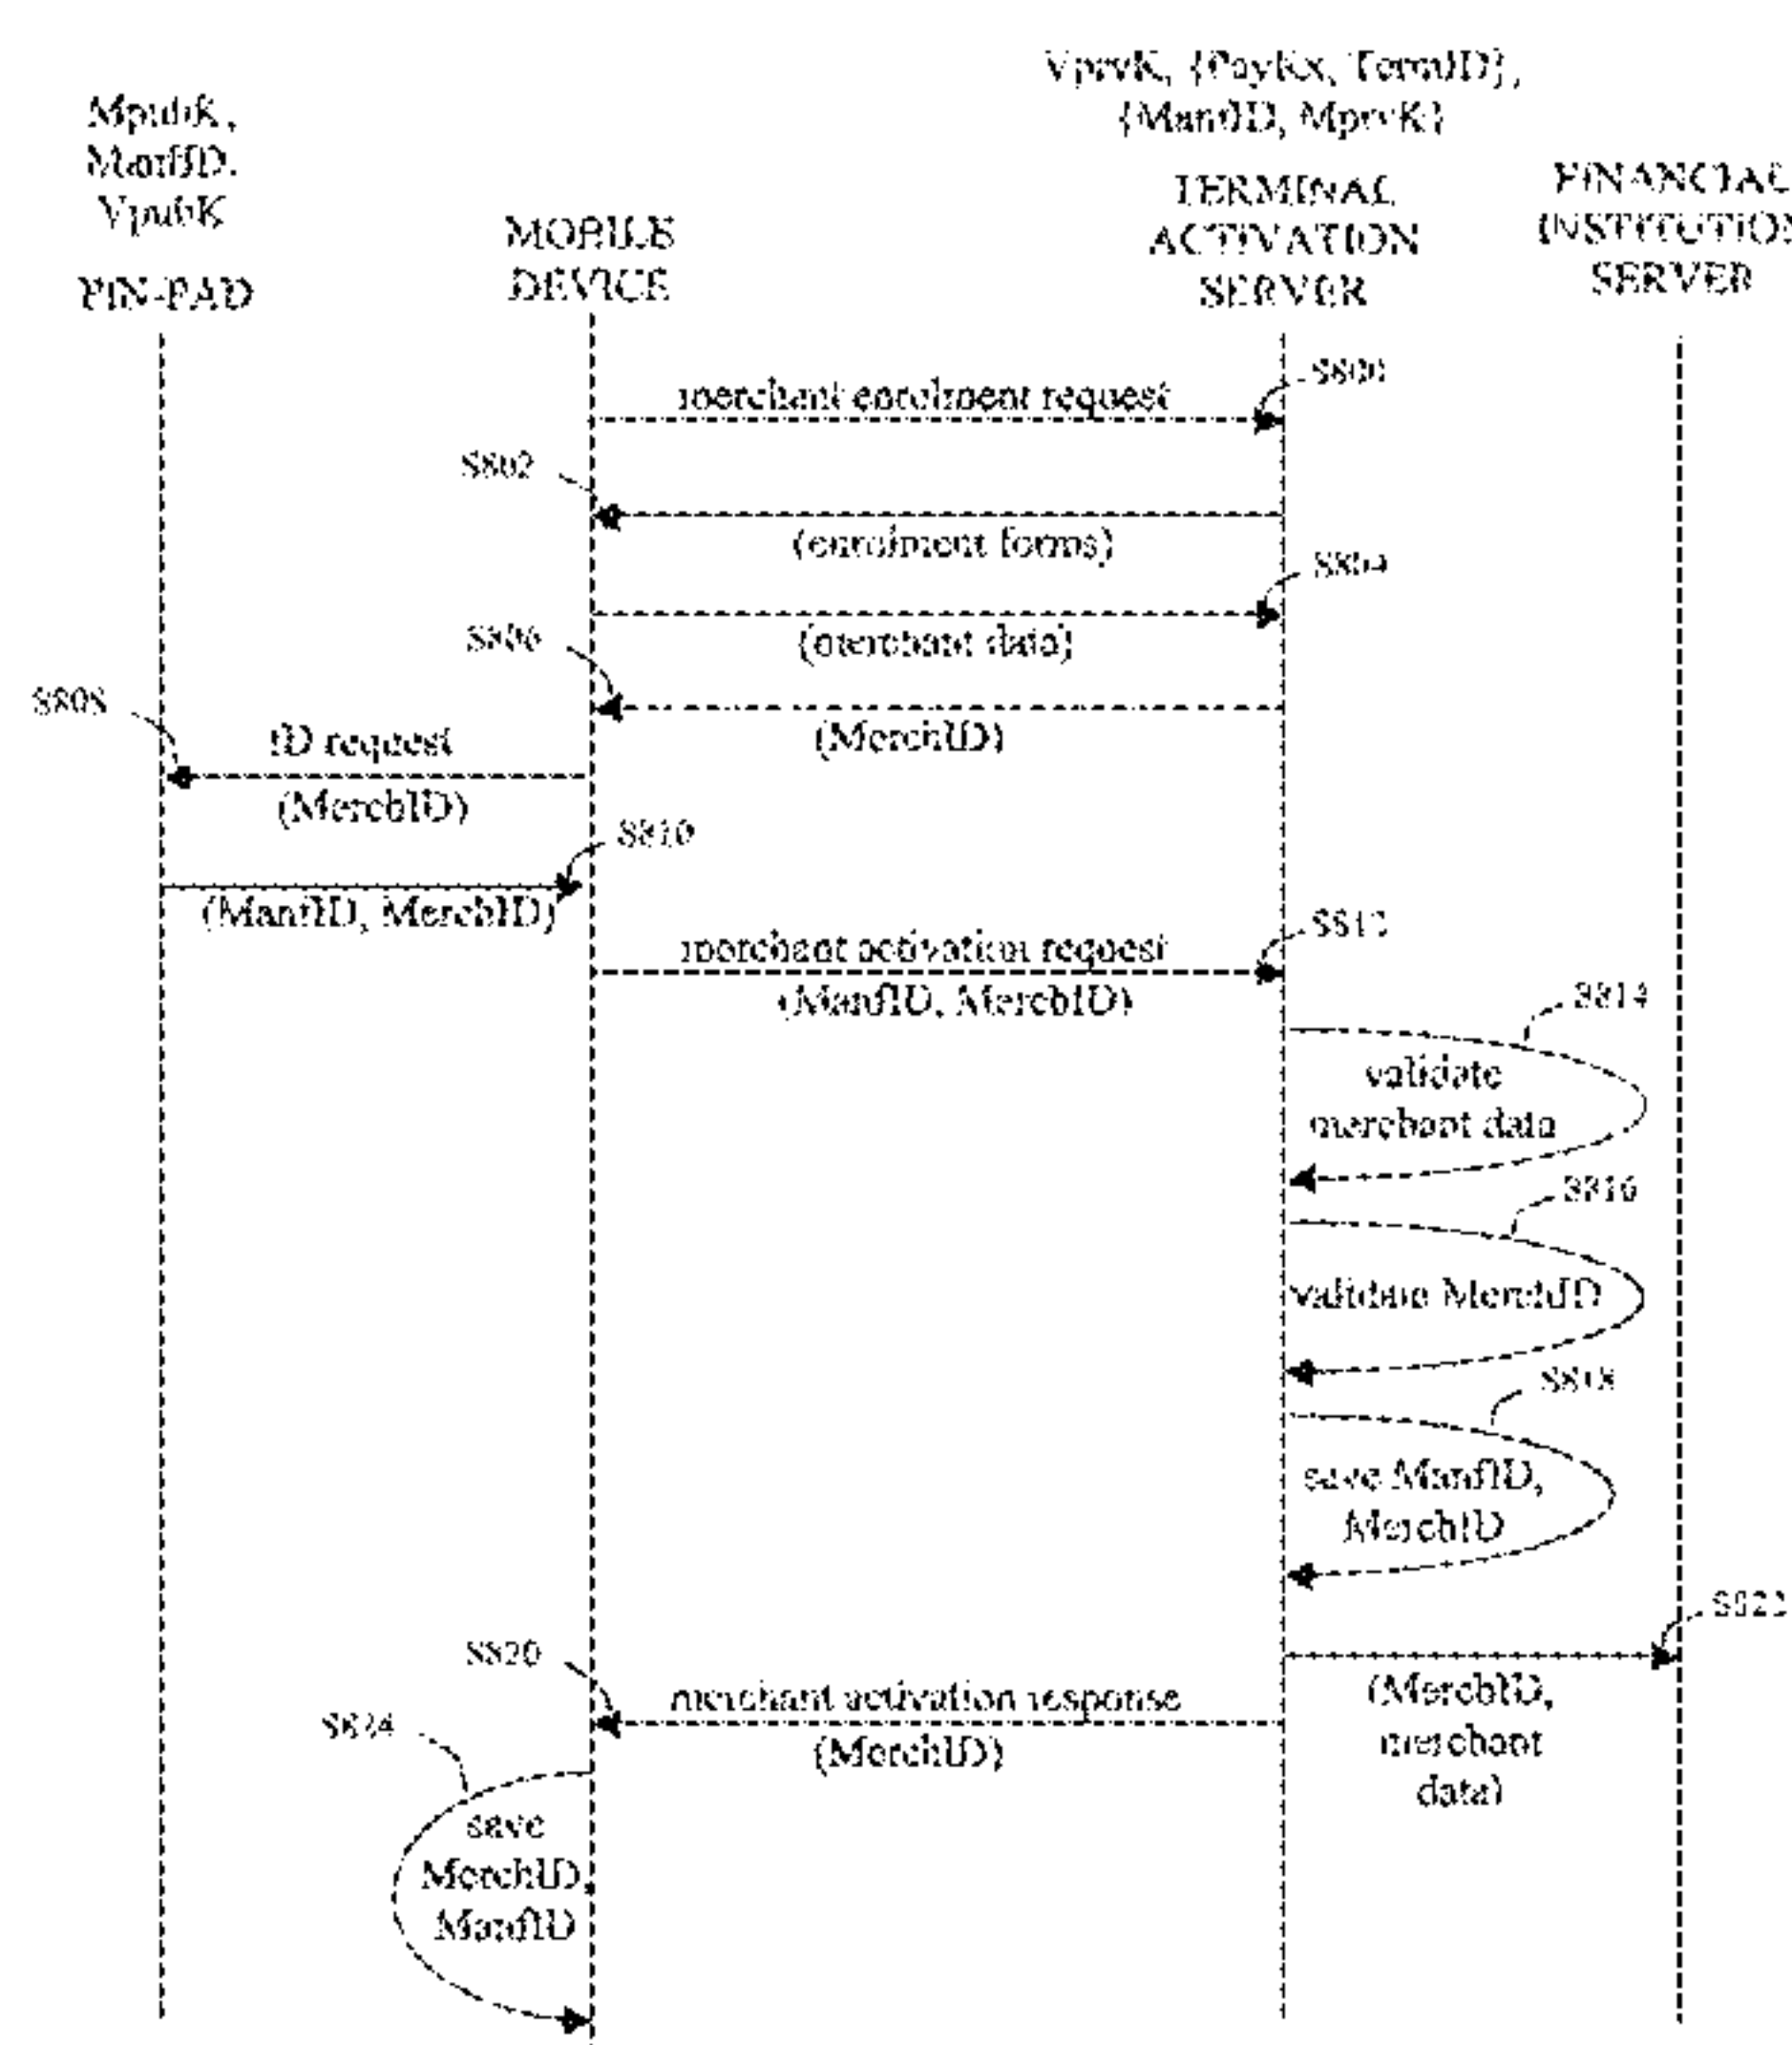 MpubK,
ManfID,
VpubK
PIN-PAD
MOBILE
DEVICE
VprvK, {PayKx, TermID},
{ManfID, MprvK}
TERMINAL
ACTIVATION
SERVER
FINANCIAL
INSTITUTION
SERVER
merchant enrolment request
S800
S802
(enrolment forms)
S804
(merchant data)
S806
(MerchID)
S808
ID request
(MerchID)
S810
(ManfID, MerchID)
merchant activation request
S812
(ManfID, MerchID)
S814
validate
merchant data
S816
validate MerchID
S818
save ManfID,
MerchID
S822
(MerchID,
merchant
data)
S820
merchant activation response
(MerchID)
S824
save
MerchID,
ManfID